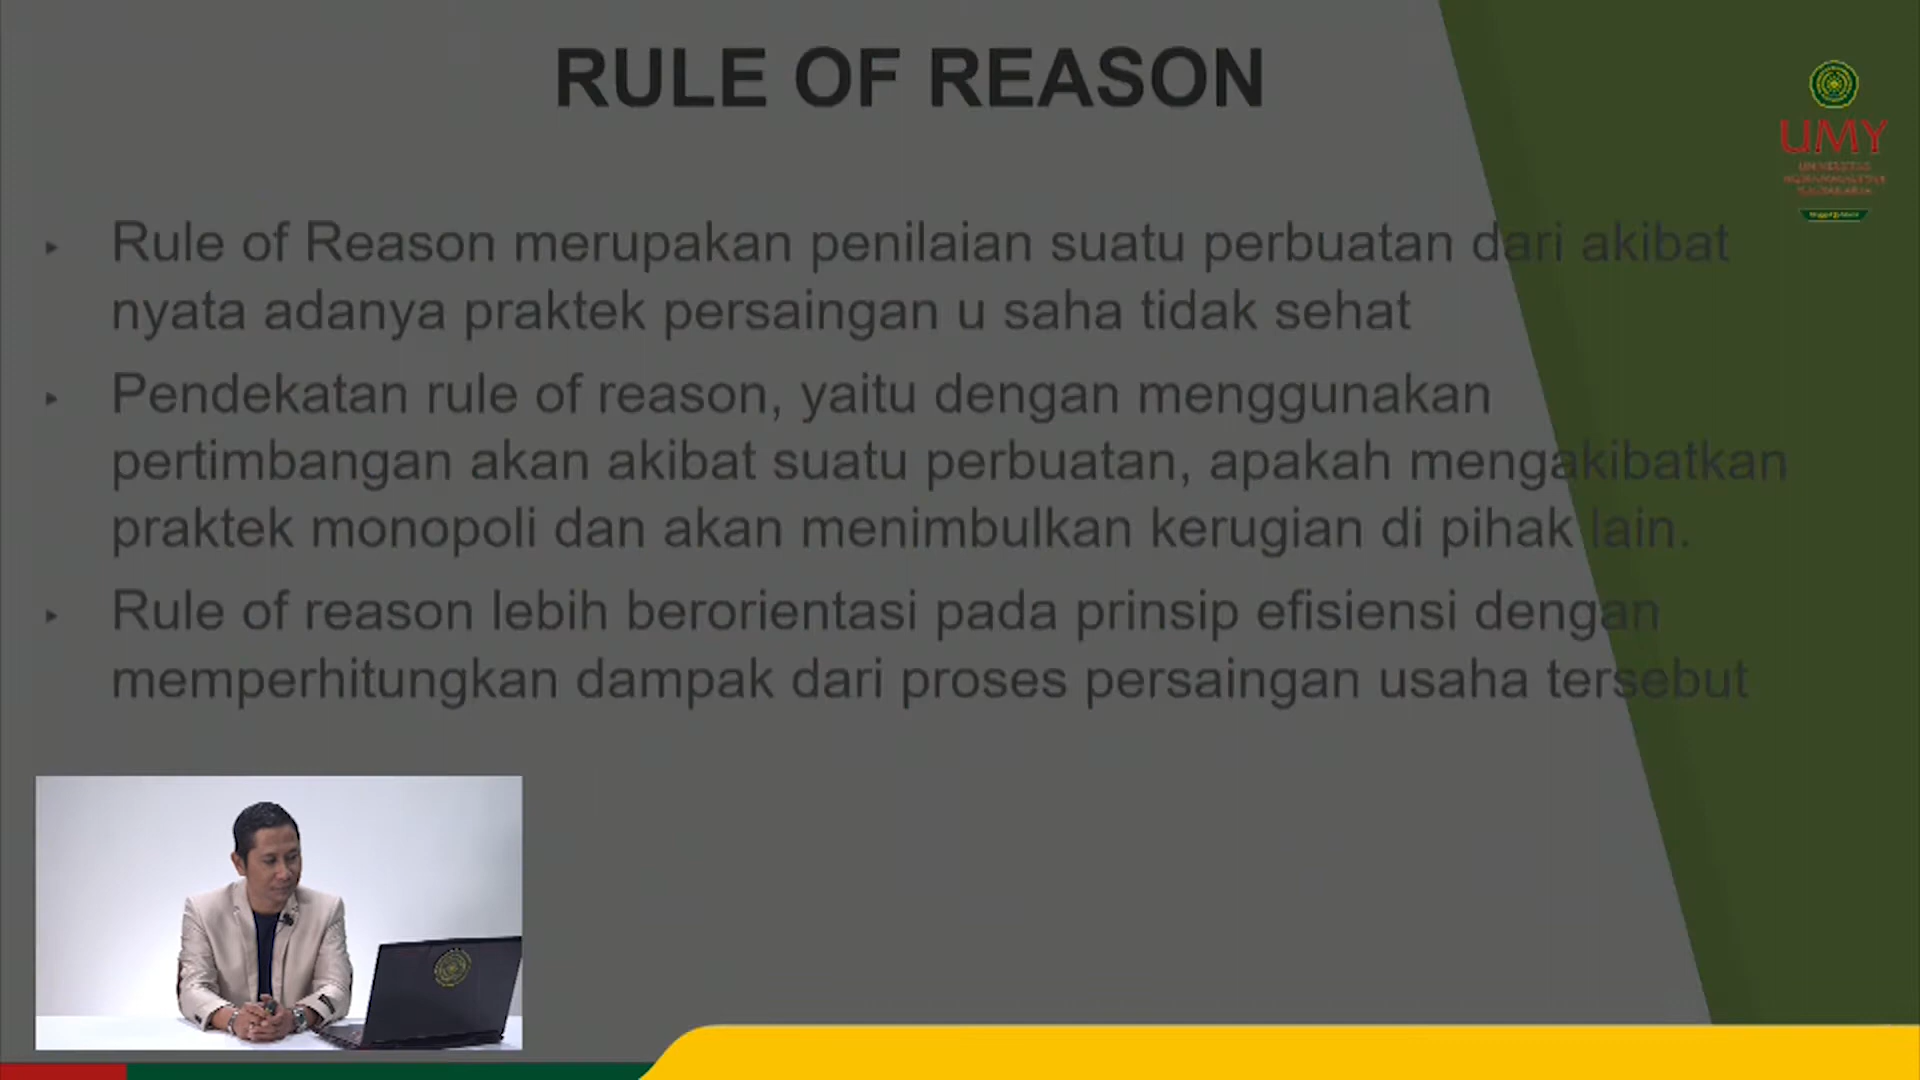 RULE OF REASON
UMY
UNIVERSITAS
MUHAMMADIYAH
YOGYAKARTA
Rule of Reason merupakan penilaian suatu perbuatan dari akibat
nyata adanya praktek persaingan u saha tidak sehat
Pendekatan rule of reason, yaitu dengan menggunakan
pertimbangan akan akibat suatu perbuatan, apakah mengakibatkan
praktek monopoli dan akan menimbulkan kerugian di pihak lain.
Rule of reason lebih berorientasi pada prinsip efisiensi dengan
memperhitungkan dampak dari proses persaingan usaha tersebut